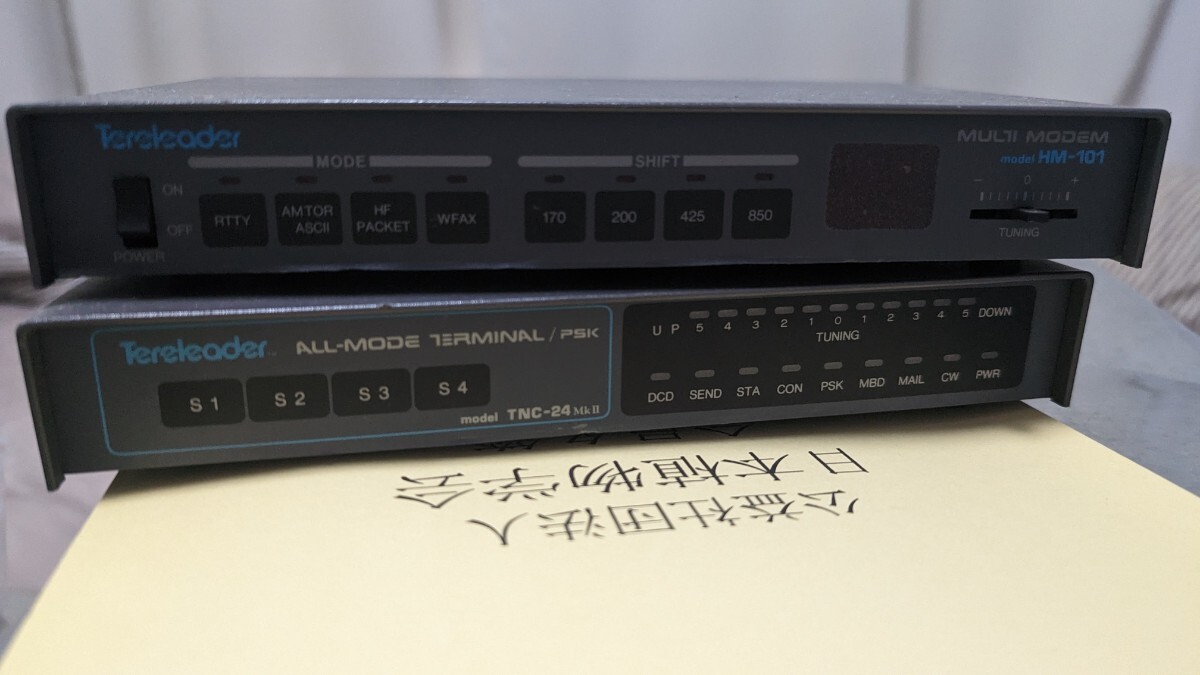 Tereleader
MODE
SHIFT
MULTI MODEM
model HM-101
ON
OFF
POWER
RTTY
AMTOR
ASCII
HF
PACKET
WFAX
170
200
425
850
- 0 +
TUNING
Tereleader
ALL-MODE TERMINAL/PSK
S 1
S 2
S 3
S 4
model TNC-24 MkII
UP 5 4 3 2 1 0 1 2 3 4 5 DOWN
TUNING
DCD SEND STA CON PSK MBD MAIL CW PWR
公益社団法人
日本植物学会